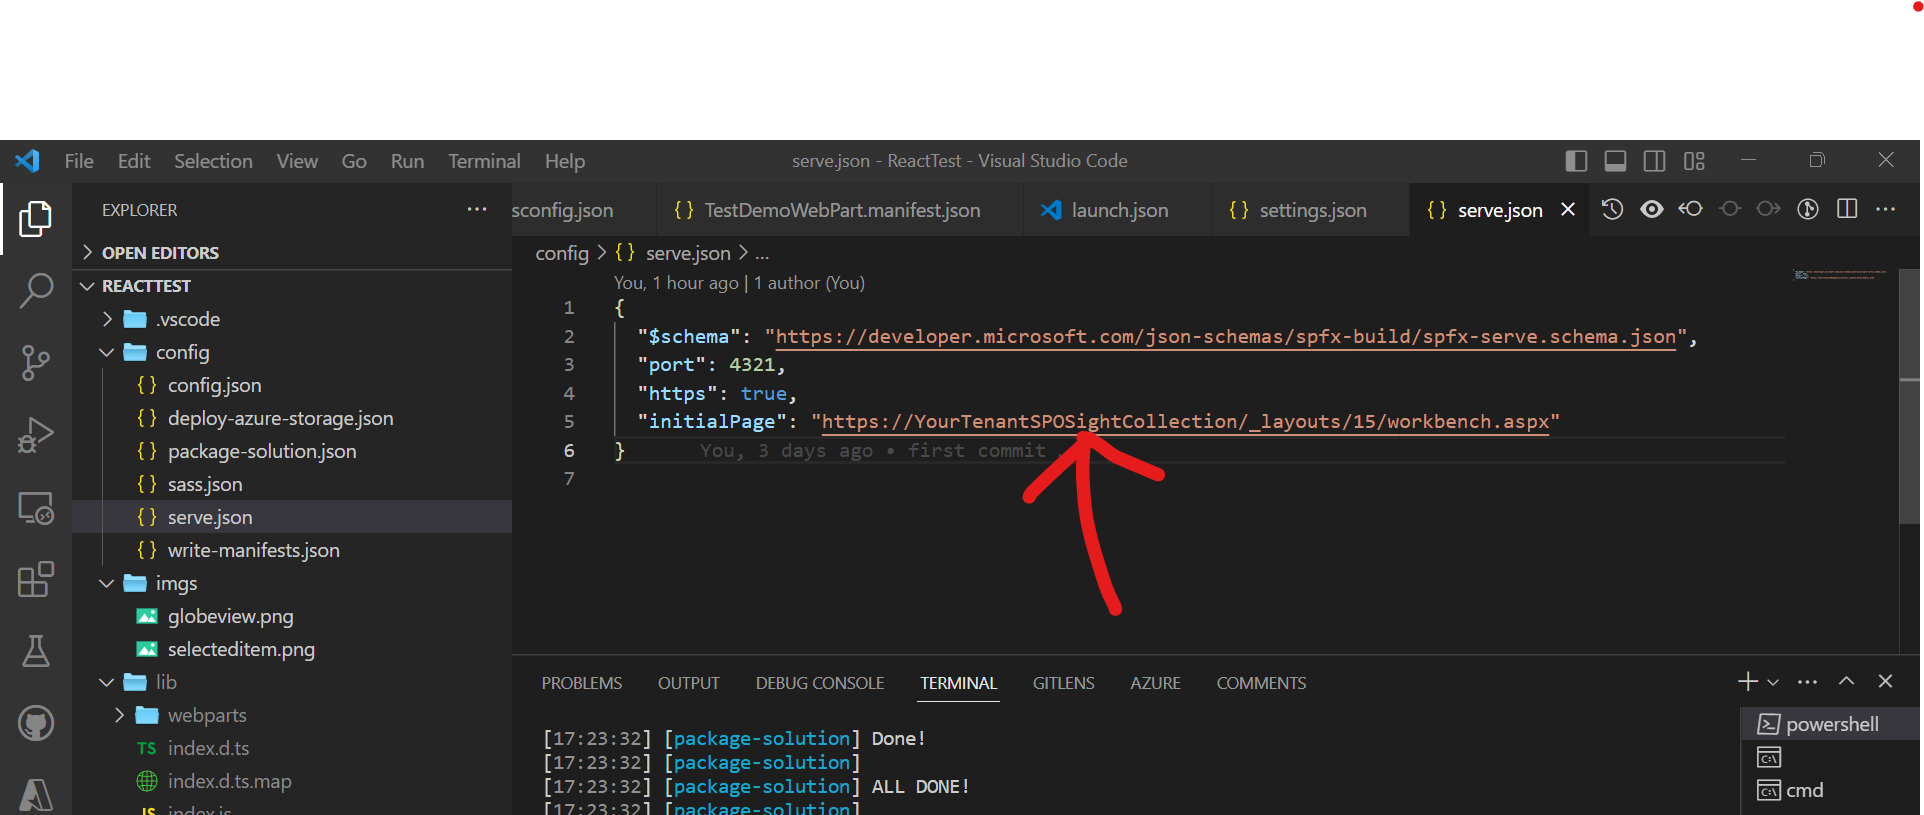 File Edit Selection View Go Run Terminal Help
serve.json - ReactTest - Visual Studio Code
EXPLORER
OPEN EDITORS
REACTTEST
.vscode
config
config.json
deploy-azure-storage.json
package-solution.json
sass.json
serve.json
write-manifests.json
imgs
globeview.png
selecteditem.png
lib
webparts
TS index.d.ts
index.d.ts.map
JS index.js
sconfig.json
{ } TestDemoWebPart.manifest.json
launch.json
{ } settings.json
{ } serve.json
config > { } serve.json > ...
You, 1 hour ago | 1 author (You)
1 {
2 "$schema": "https://developer.microsoft.com/json-schemas/spfx-build/spfx-serve.schema.json",
3 "port": 4321,
4 "https": true,
5 "initialPage": "https://YourTenantSPOSightCollection/_layouts/15/workbench.aspx"
6 } You, 3 days ago • first commit
7
PROBLEMS OUTPUT DEBUG CONSOLE TERMINAL GITLENS AZURE COMMENTS
[17:23:32] [package-solution] Done!
[17:23:32] [package-solution]
[17:23:32] [package-solution] ALL DONE!
[17:23:32] [package-solution]
powershell
cmd